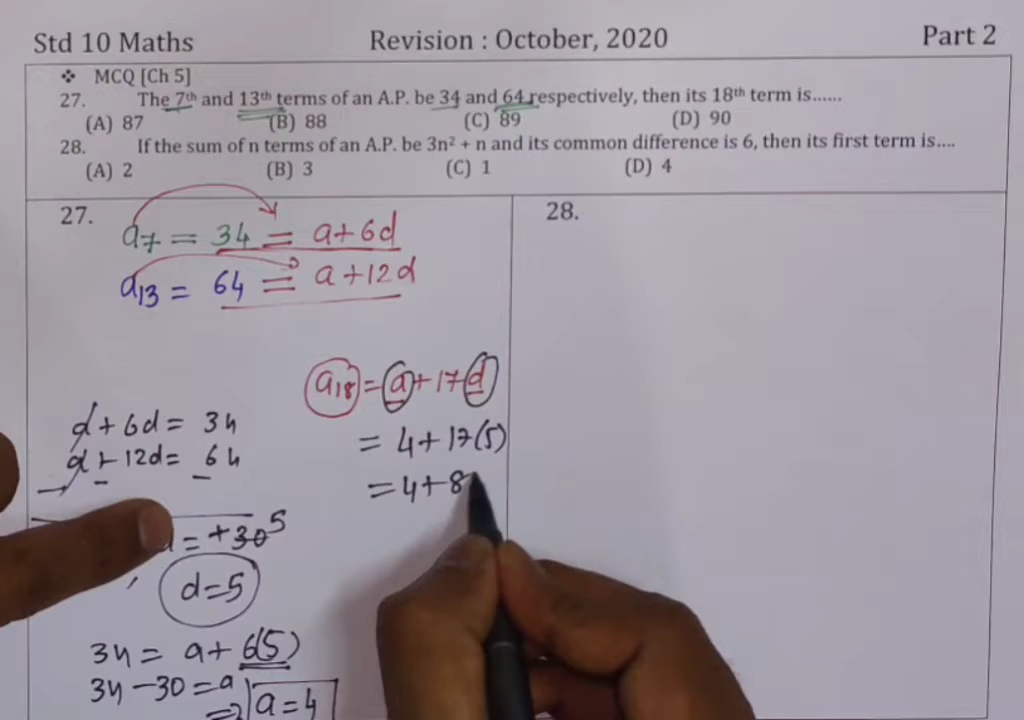 Std 10 Maths Revision : October, 2020 Part 2
❖ MCQ [Ch 5]
27. The 7th and 13th terms of an A.P. be 34 and 64 respectively, then its 18th term is......
(A) 87 (B) 88 (C) 89 (D) 90
28. If the sum of n terms of an A.P. be 3n² + n and its common difference is 6, then its first term is....
(A) 2 (B) 3 (C) 1 (D) 4
27.
a7 = 34 = a+6d
a13 = 64 = a+12d
a18 = a+17d
= 4+17(5)
= 4+8
a+6d = 34
a+12d = 64
= +30 5
d=5
34 = a+6(5)
34-30 = a
⇒ a=4
28.